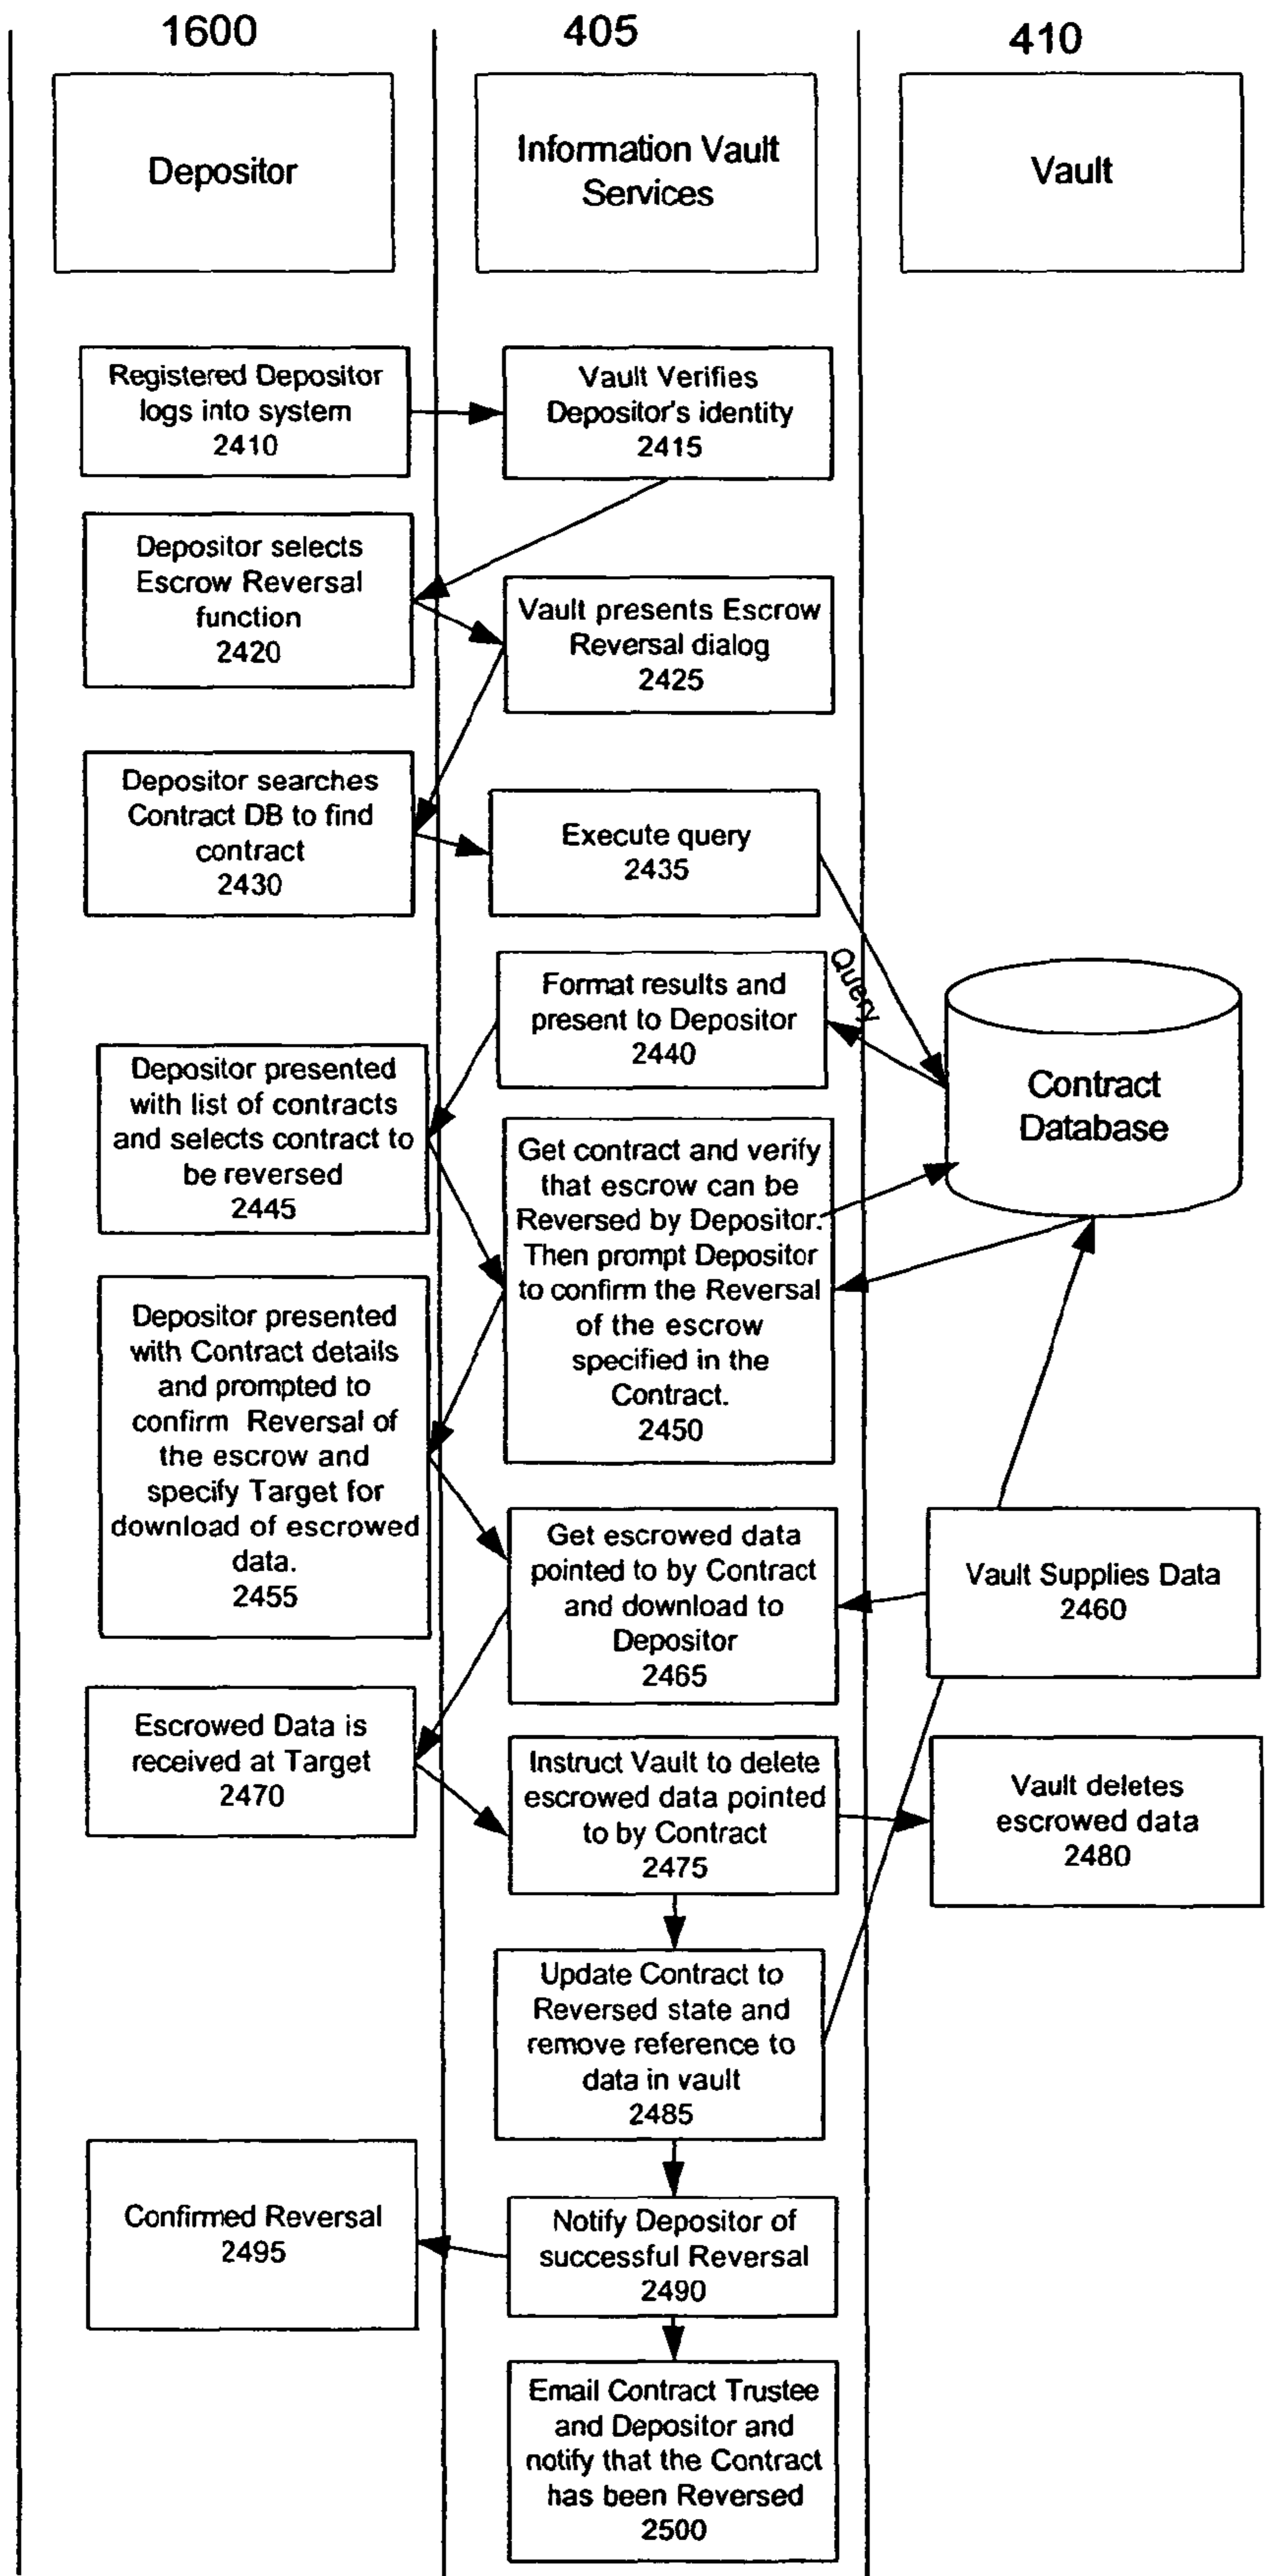 1600
405
410
Depositor
Information Vault
Services
Vault
Registered Depositor
logs into system
2410
Vault Verifies
Depositor's identity
2415
Depositor selects
Escrow Reversal
function
2420
Vault presents Escrow
Reversal dialog
2425
Depositor searches
Contract DB to find
contract
2430
Execute query
2435
Query
Format results and
present to Depositor
2440
Contract
Database
Depositor presented
with list of contracts
and selects contract to
be reversed
2445
Get contract and verify
that escrow can be
Reversed by Depositor.
Then prompt Depositor
to confirm the Reversal
of the escrow
specified in the
Contract.
2450
Depositor presented
with Contract details
and prompted to
confirm Reversal of
the escrow and
specify Target for
download of escrowed
data.
2455
Vault Supplies Data
2460
Get escrowed data
pointed to by Contract
and download to
Depositor
2465
Escrowed Data is
received at Target
2470
Instruct Vault to delete
escrowed data pointed
to by Contract
2475
Vault deletes
escrowed data
2480
Update Contract to
Reversed state and
remove reference to
data in vault
2485
Notify Depositor of
successful Reversal
2490
Confirmed Reversal
2495
Email Contract Trustee
and Depositor and
notify that the Contract
has been Reversed
2500